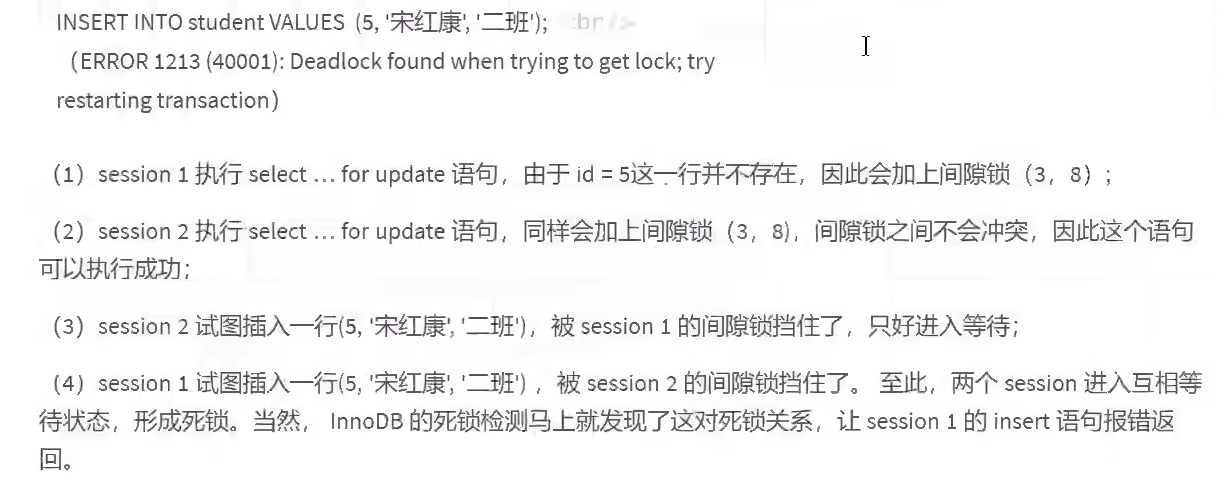 INSERT INTO student VALUES (5, '宋红康', '二班'); <br />
（ERROR 1213 (40001): Deadlock found when trying to get lock; try
restarting transaction）
（1）session 1 执行 select … for update 语句，由于 id = 5这一行并不存在，因此会加上间隙锁（3，8）；
（2）session 2 执行 select … for update 语句，同样会加上间隙锁（3，8)，间隙锁之间不会冲突，因此这个语句
可以执行成功；
（3）session 2 试图插入一行(5, '宋红康', '二班')，被 session 1 的间隙锁挡住了，只好进入等待；
（4）session 1 试图插入一行(5, '宋红康', '二班') ，被 session 2 的间隙锁挡住了。 至此，两个 session 进入互相等
待状态，形成死锁。当然， InnoDB 的死锁检测马上就发现了这对死锁关系，让 session 1 的 insert 语句报错返
回。